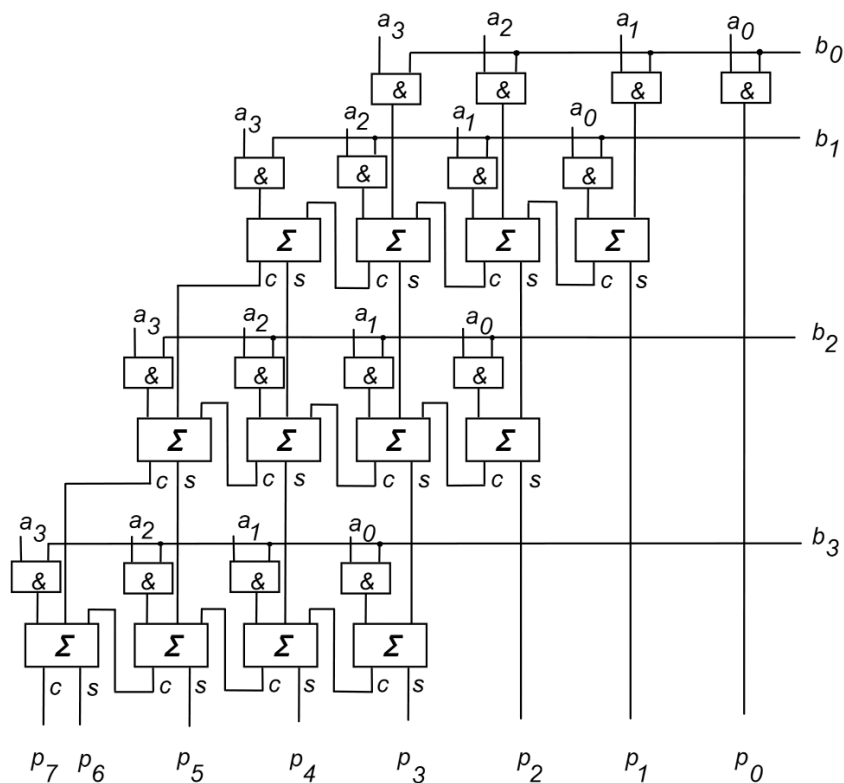 a3 a2 a1 a0
b0
& & & &
a3 a2 a1 a0
b1
& & & &
Σ Σ Σ Σ
c s c s c s c s
a3 a2 a1 a0
b2
& & & &
Σ Σ Σ Σ
c s c s c s c s
a3 a2 a1 a0
b3
& & & &
Σ Σ Σ Σ
c s c s c s c s
p7 p6 p5 p4 p3 p2 p1 p0